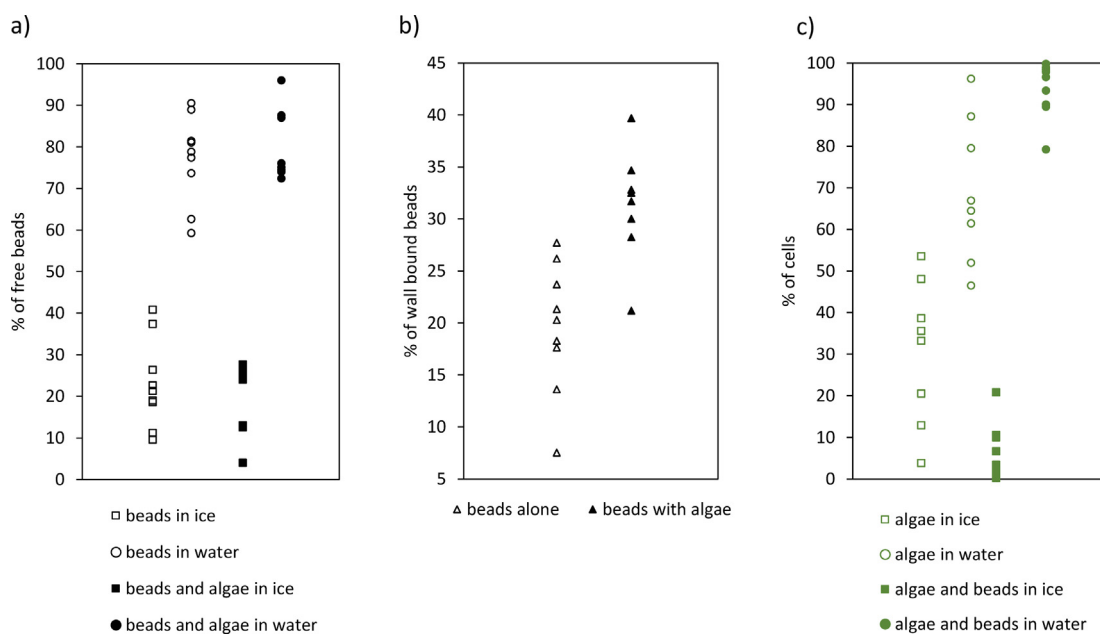 a)
% of free beads
100
90
80
70
60
50
40
30
20
10
0
beads in ice
beads in water
beads and algae in ice
beads and algae in water
b)
% of wall bound beads
45
40
35
30
25
20
15
10
5
beads alone beads with algae
c)
% of cells
100
90
80
70
60
50
40
30
20
10
0
algae in ice
algae in water
algae and beads in ice
algae and beads in water